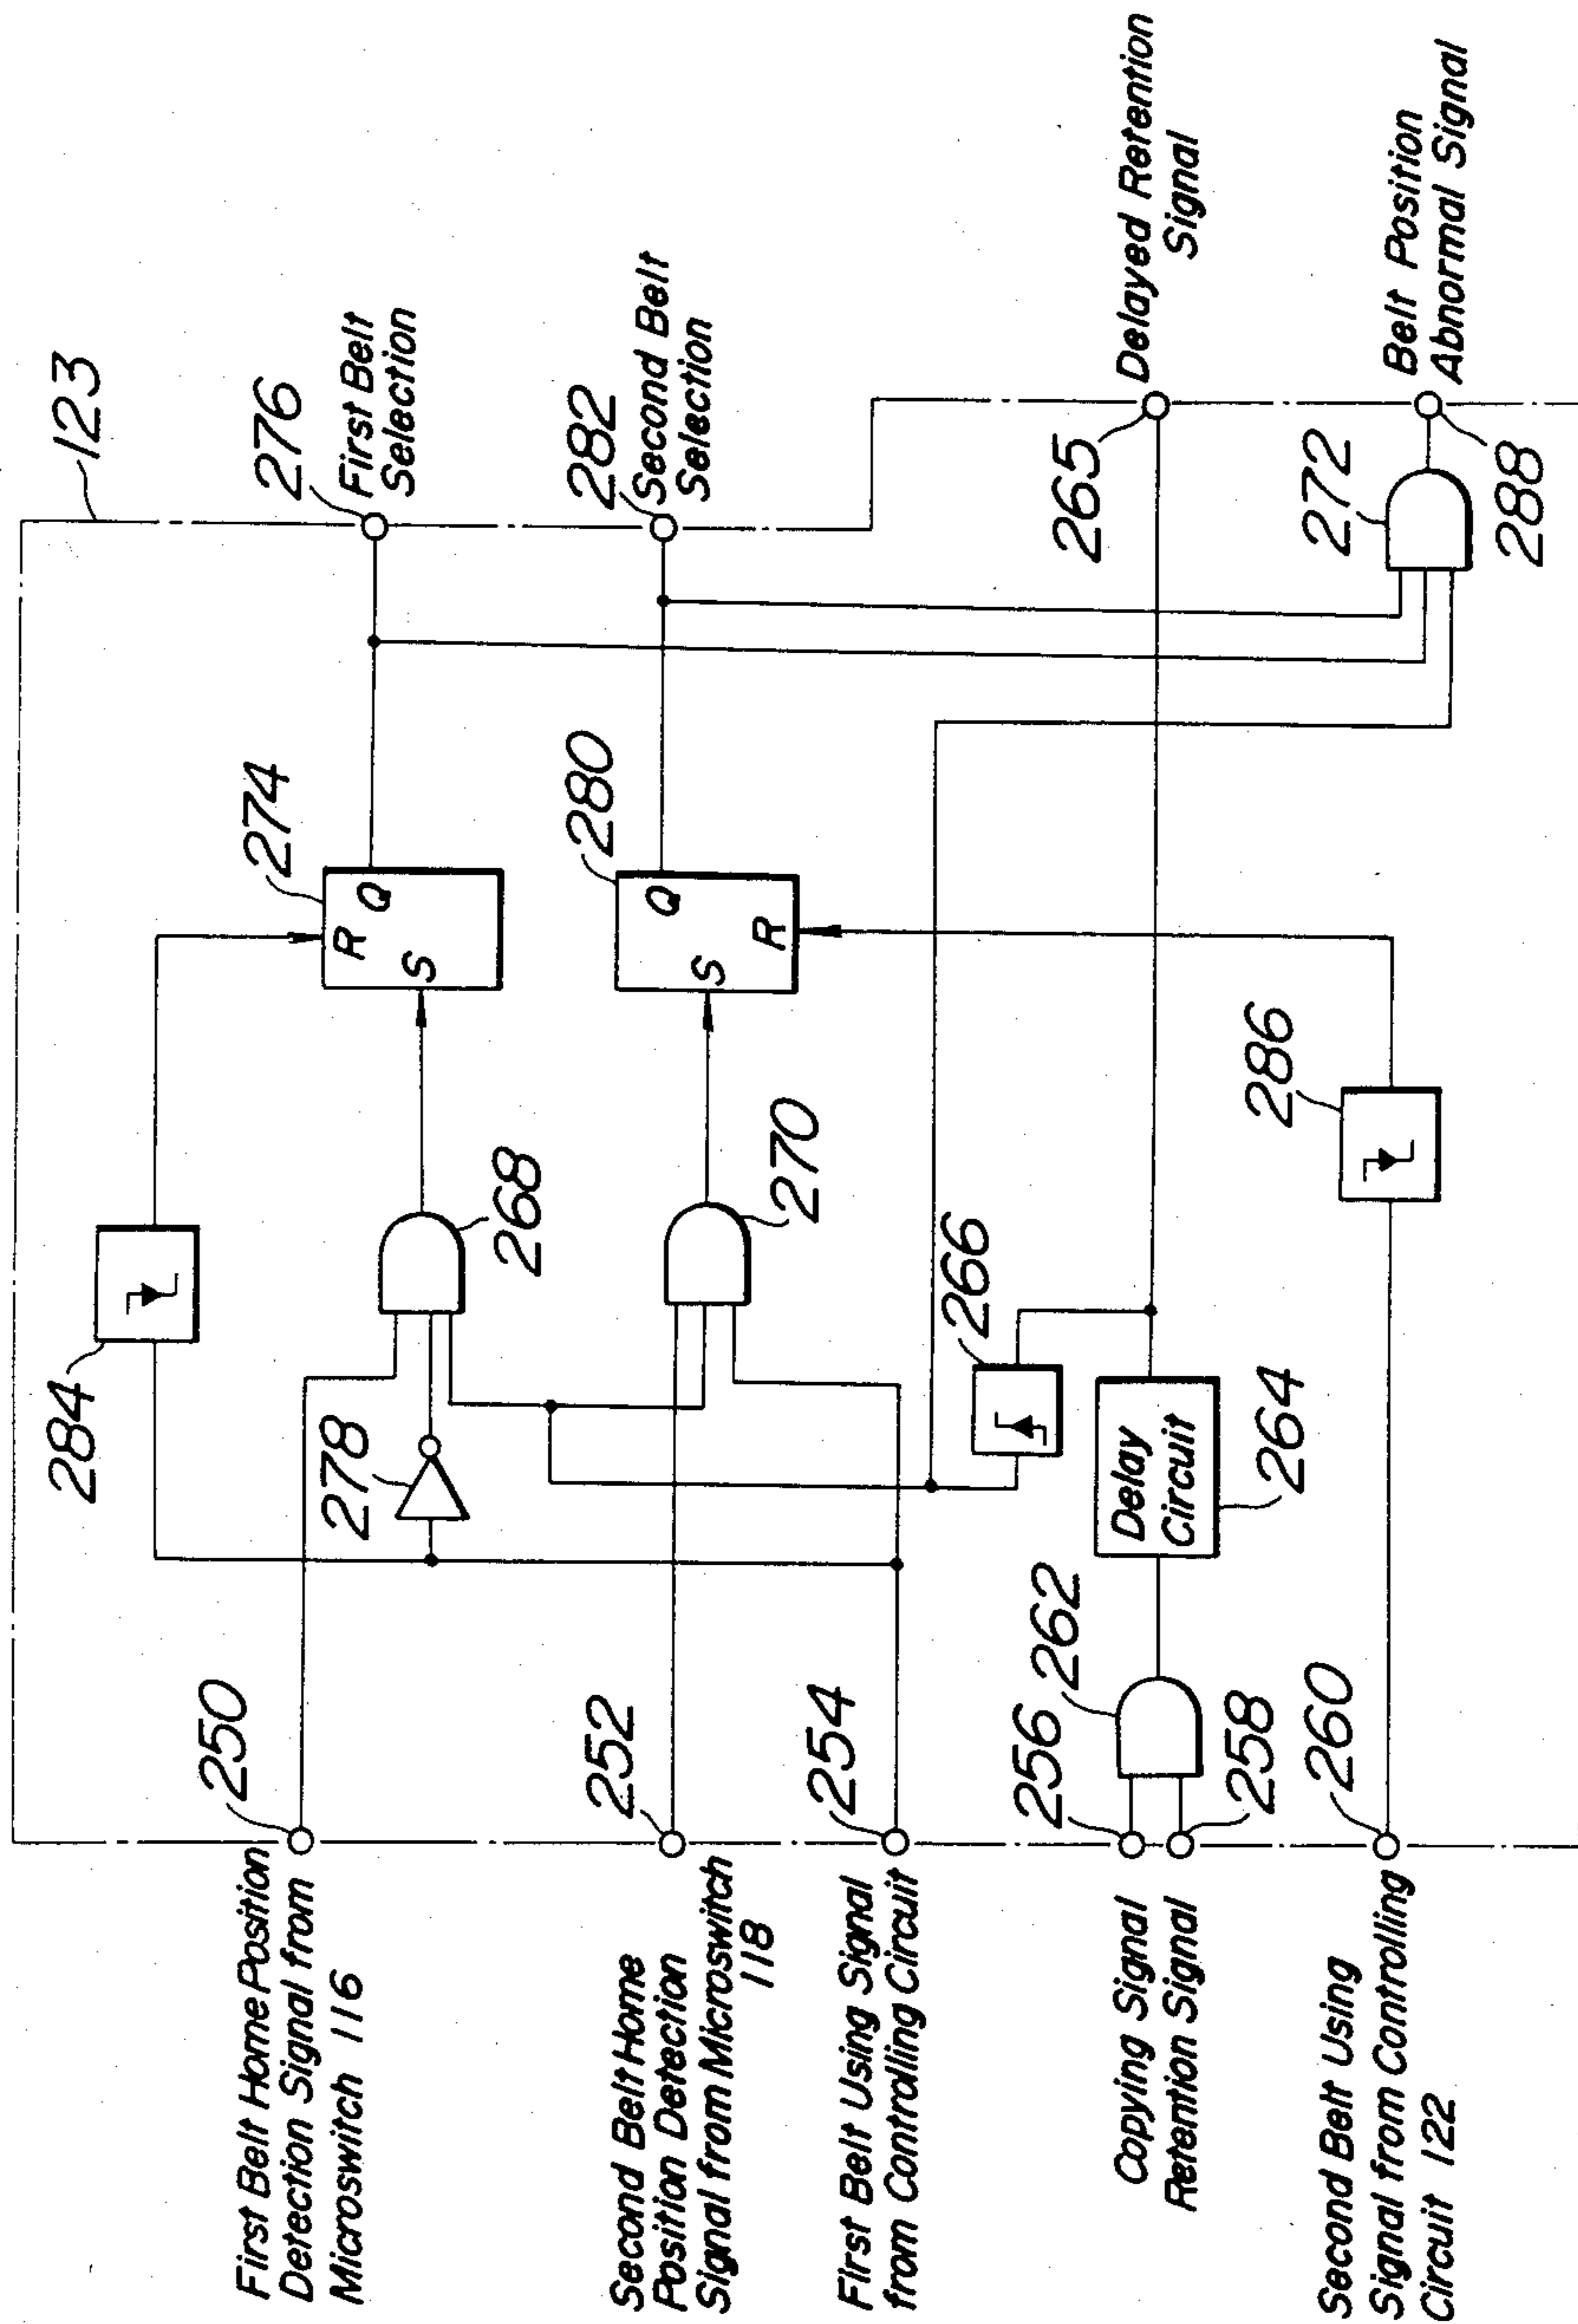 123
284
274
276
First Belt
Selection
250
First Belt Home Position
Detection Signal from
Microswitch 116
278
268
R
Q
S
280
282
Second Belt
Selection
252
Second Belt Home
Position Detection
Signal from Microswitch
118
270
Q
S
R
254
First Belt Using Signal
from Controlling Circuit
266
256
262
Copying Signal
Retention Signal
258
Delay
Circuit
264
265
Delayed Retention
Signal
286
272
260
Second Belt Using
Signal from Controlling
Circuit 122
288
Belt Position
Abnormal Signal